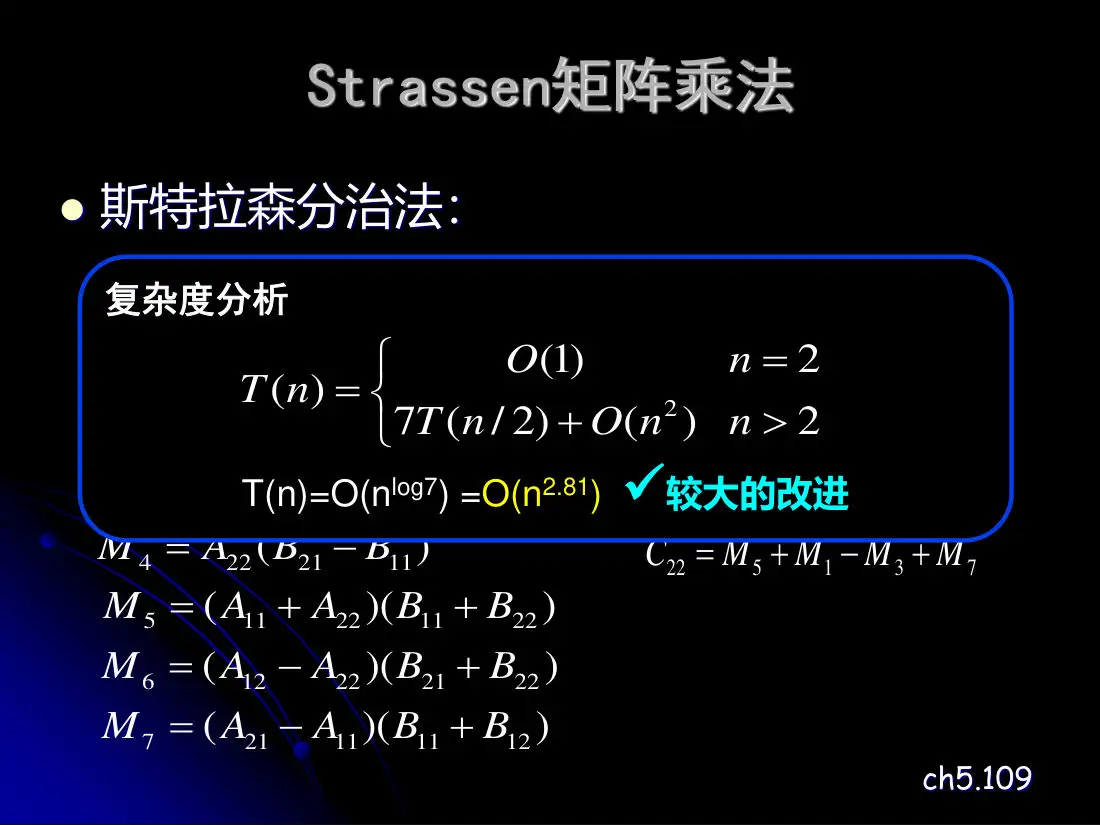 Strassen矩阵乘法
斯特拉森分治法:
复杂度分析
T(n) = { O(1) n = 2
7T(n/2) + O(n²) n > 2
T(n)=O(n^log7) =O(n^2.81) ✓较大的改进
M₄ = A₂₂(B₂₁ − B₁₁) C₂₂ = M₅ + M₁ − M₃ + M₇
M₅ = (A₁₁ + A₂₂)(B₁₁ + B₂₂)
M₆ = (A₁₂ − A₂₂)(B₂₁ + B₂₂)
M₇ = (A₂₁ − A₁₁)(B₁₁ + B₁₂)
ch5.109